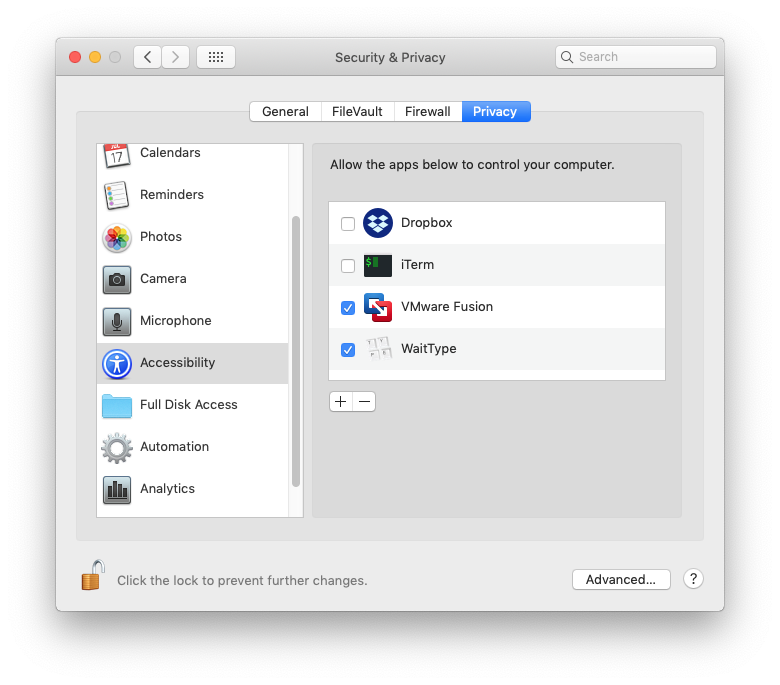 Security & Privacy
Search
General
FileVault
Firewall
Privacy
JUL
17
Calendars
Reminders
Photos
Camera
Microphone
Accessibility
Full Disk Access
Automation
Analytics
Allow the apps below to control your computer.
Dropbox
$
iTerm
VMware Fusion
WaitType
Click the lock to prevent further changes.
Advanced...
?